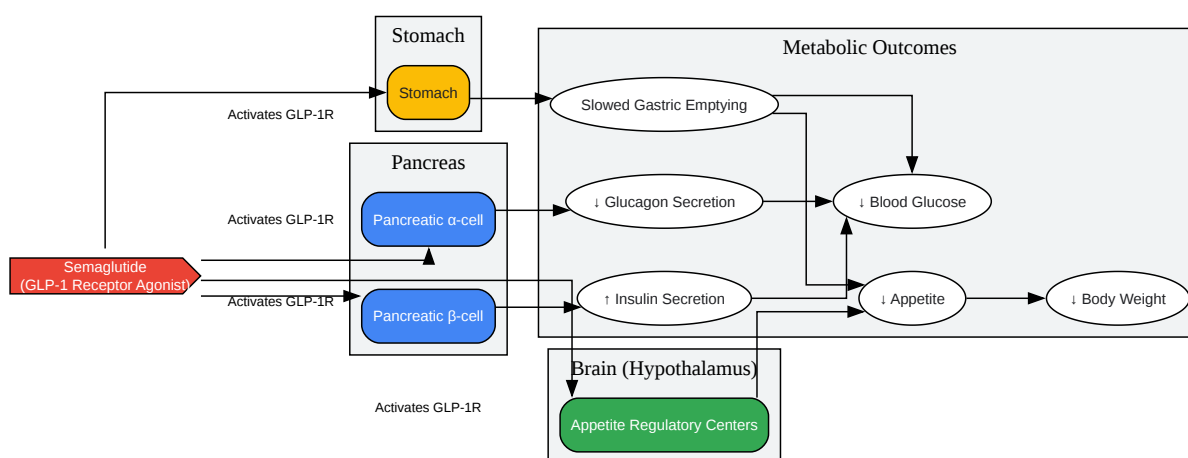 Stomach
Metabolic Outcomes
Stomach
Slowed Gastric Emptying
Activates GLP-1R
Pancreas
Pancreatic α-cell
↓ Glucagon Secretion
↓ Blood Glucose
Activates GLP-1R
Semaglutide
(GLP-1 Receptor Agonist)
Activates GLP-1R
Pancreatic β-cell
↑ Insulin Secretion
↓ Appetite
↓ Body Weight
Brain (Hypothalamus)
Activates GLP-1R
Appetite Regulatory Centers